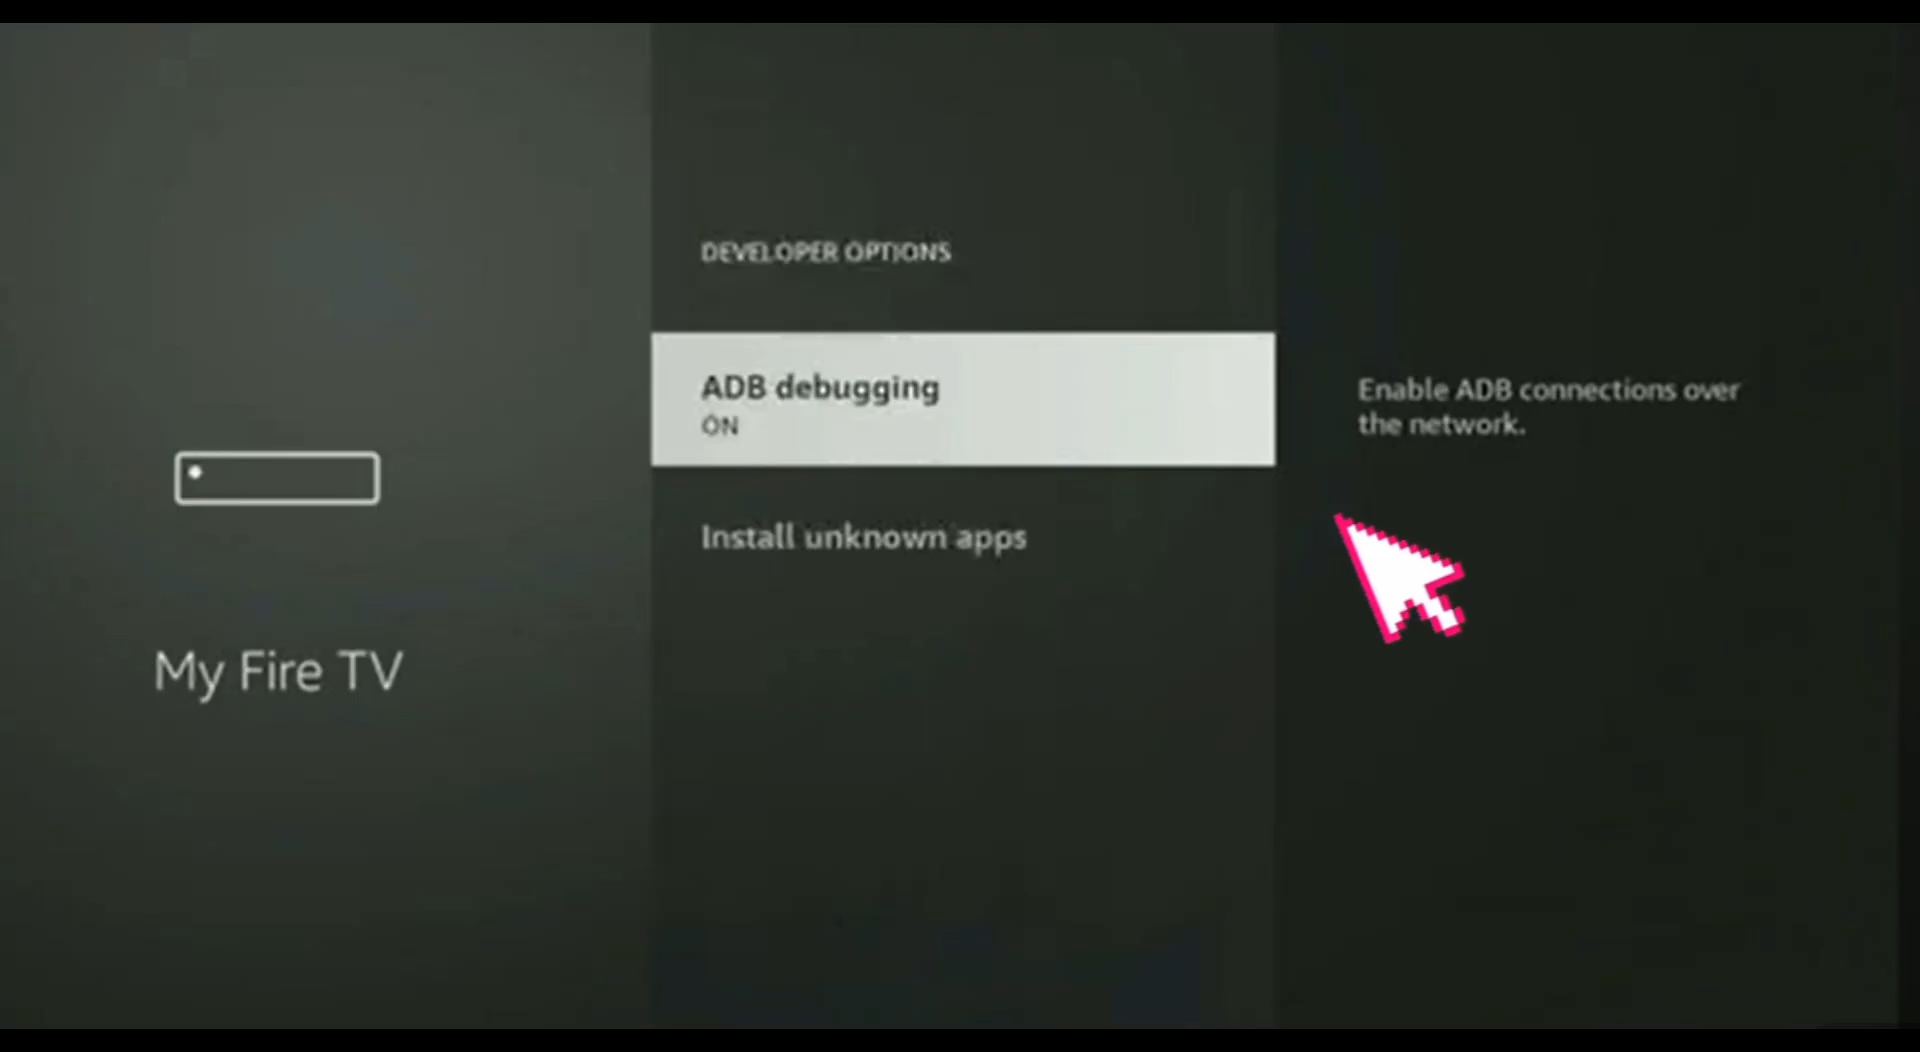 DEVELOPER OPTIONS
ADB debugging
ON
Enable ADB connections over
the network.
Install unknown apps
My Fire TV